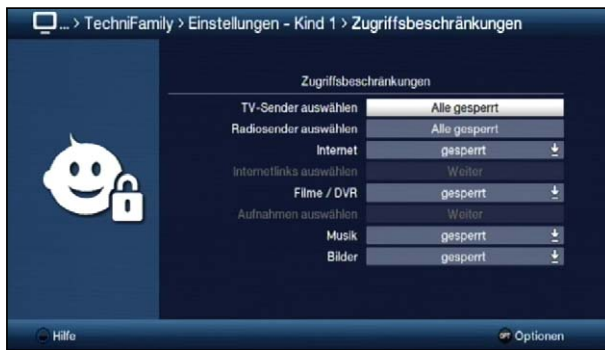 ... > TechniFamily > Einstellungen - Kind 1 > Zugriffsbeschränkungen
Zugriffsbeschränkungen
TV-Sender auswählen Alle gesperrt
Radiosender auswählen Alle gesperrt
Internet gesperrt
Internetlinks auswählen Weiter
Filme / DVR gesperrt
Aufnahmen auswählen Weiter
Musik gesperrt
Bilder gesperrt
Hilfe OPT Optionen